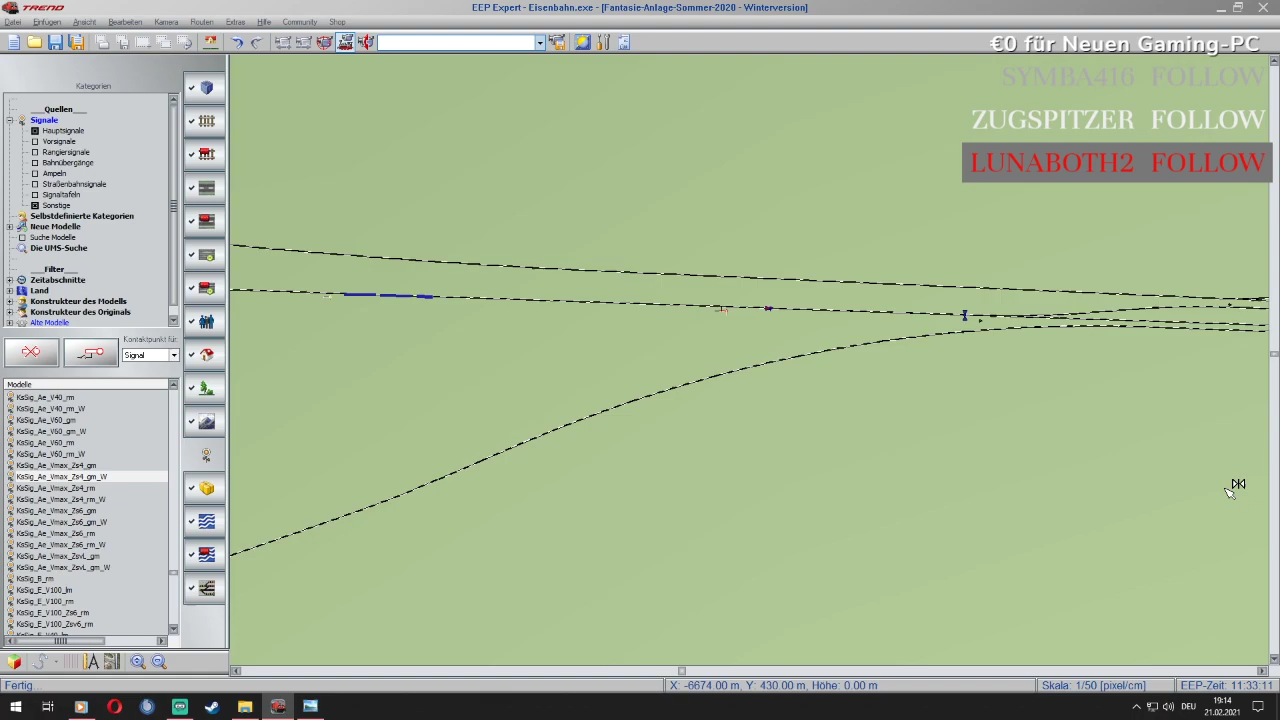 TREND
EEP Expert - Eisenbahn.exe - [Fantasie-Anlage-Sommer-2020 - Winterversion]
Datei Einfügen Ansicht Bearbeiten Kamera Routen Extras Hilfe Community Shop
€0 für Neuen Gaming-PC
SYMBA416 FOLLOW
ZUGSPITZER FOLLOW
LUNABOTH2 FOLLOW
Kategorien
___Quellen___
Signale
Hauptsignale
Vorsignale
Rangiersignale
Bahnübergänge
Ampeln
Straßenbahnsignale
Signaltafeln
Sonstige
Selbstdefinierte Kategorien
Neue Modelle
Suche Modelle
Die UMS-Suche
___Filter___
Zeitabschnitte
Land
Konstrukteur des Modells
Konstrukteur des Originals
Alte Modelle
Kontaktpunkt für:
Signal
Modelle
KsSig_Ae_V40_rm
KsSig_Ae_V40_rm_W
KsSig_Ae_V60_gm
KsSig_Ae_V60_gm_W
KsSig_Ae_V60_rm
KsSig_Ae_V60_rm_W
KsSig_Ae_Vmax_Zs4_gm
KsSig_Ae_Vmax_Zs4_gm_W
KsSig_Ae_Vmax_Zs4_rm
KsSig_Ae_Vmax_Zs4_rm_W
KsSig_Ae_Vmax_Zs6_gm
KsSig_Ae_Vmax_Zs6_gm_W
KsSig_Ae_Vmax_Zs6_rm
KsSig_Ae_Vmax_Zs6_rm_W
KsSig_Ae_Vmax_ZsvL_gm
KsSig_Ae_Vmax_ZsvL_gm_W
KsSig_B_rm
KsSig_E_V100_lm
KsSig_E_V100_rm
KsSig_E_V100_Zs6_rm
KsSig_E_V100_Zsv6_rm
Fertig...
X: -6674.00 m, Y: 430.00 m, Höhe: 0.00 m
Skala: 1/50 [pixel/cm]
EEP-Zeit: 11:33:11
DEU
19:14
21.02.2021